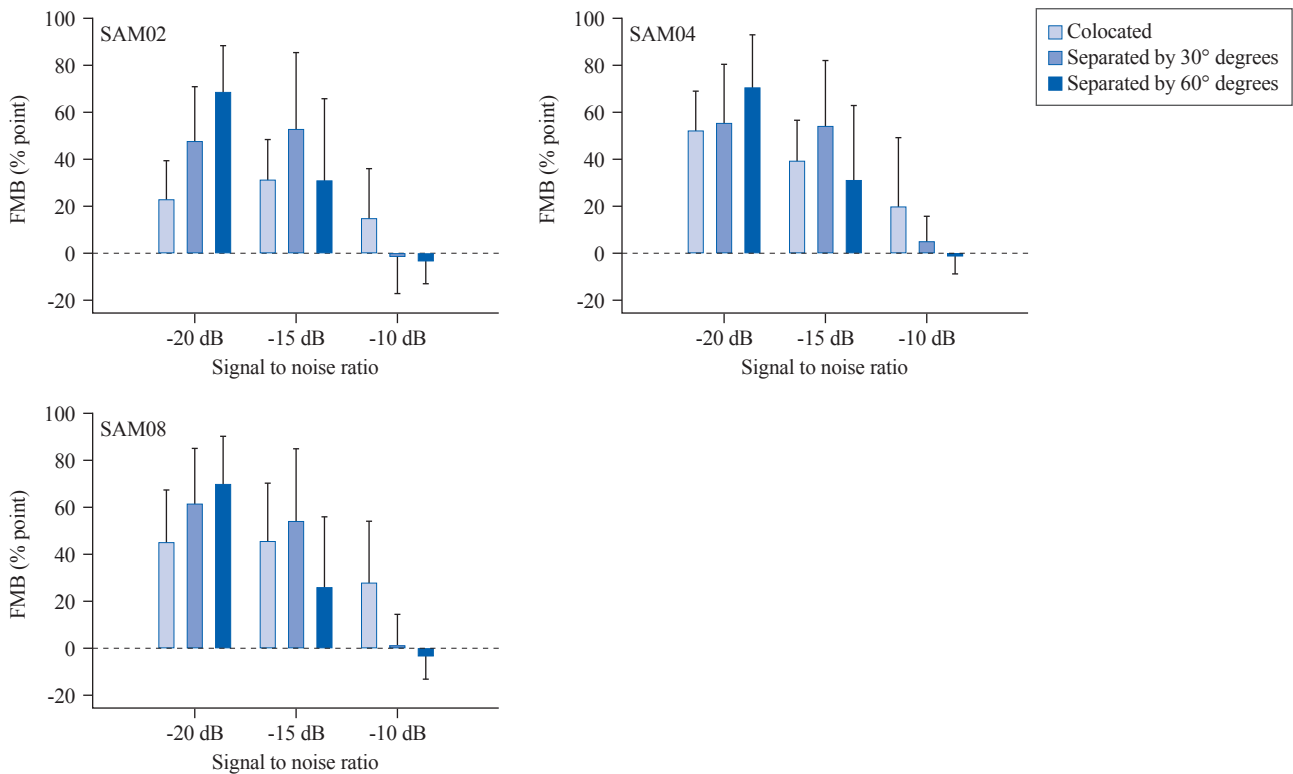 SAM02
100
80
60
40
20
0
-20
FMB (% point)
-20 dB -15 dB -10 dB
Signal to noise ratio
SAM04
100
80
60
40
20
0
-20
FMB (% point)
-20 dB -15 dB -10 dB
Signal to noise ratio
Colocated
Separated by 30° degrees
Separated by 60° degrees
SAM08
100
80
60
40
20
0
-20
FMB (% point)
-20 dB -15 dB -10 dB
Signal to noise ratio